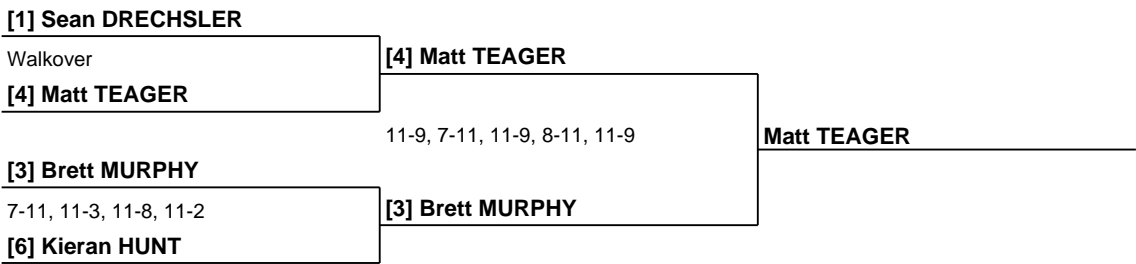 [1] Sean DRECHSLER
Walkover
[4] Matt TEAGER
[4] Matt TEAGER
11-9, 7-11, 11-9, 8-11, 11-9
Matt TEAGER
[3] Brett MURPHY
7-11, 11-3, 11-8, 11-2
[3] Brett MURPHY
[6] Kieran HUNT